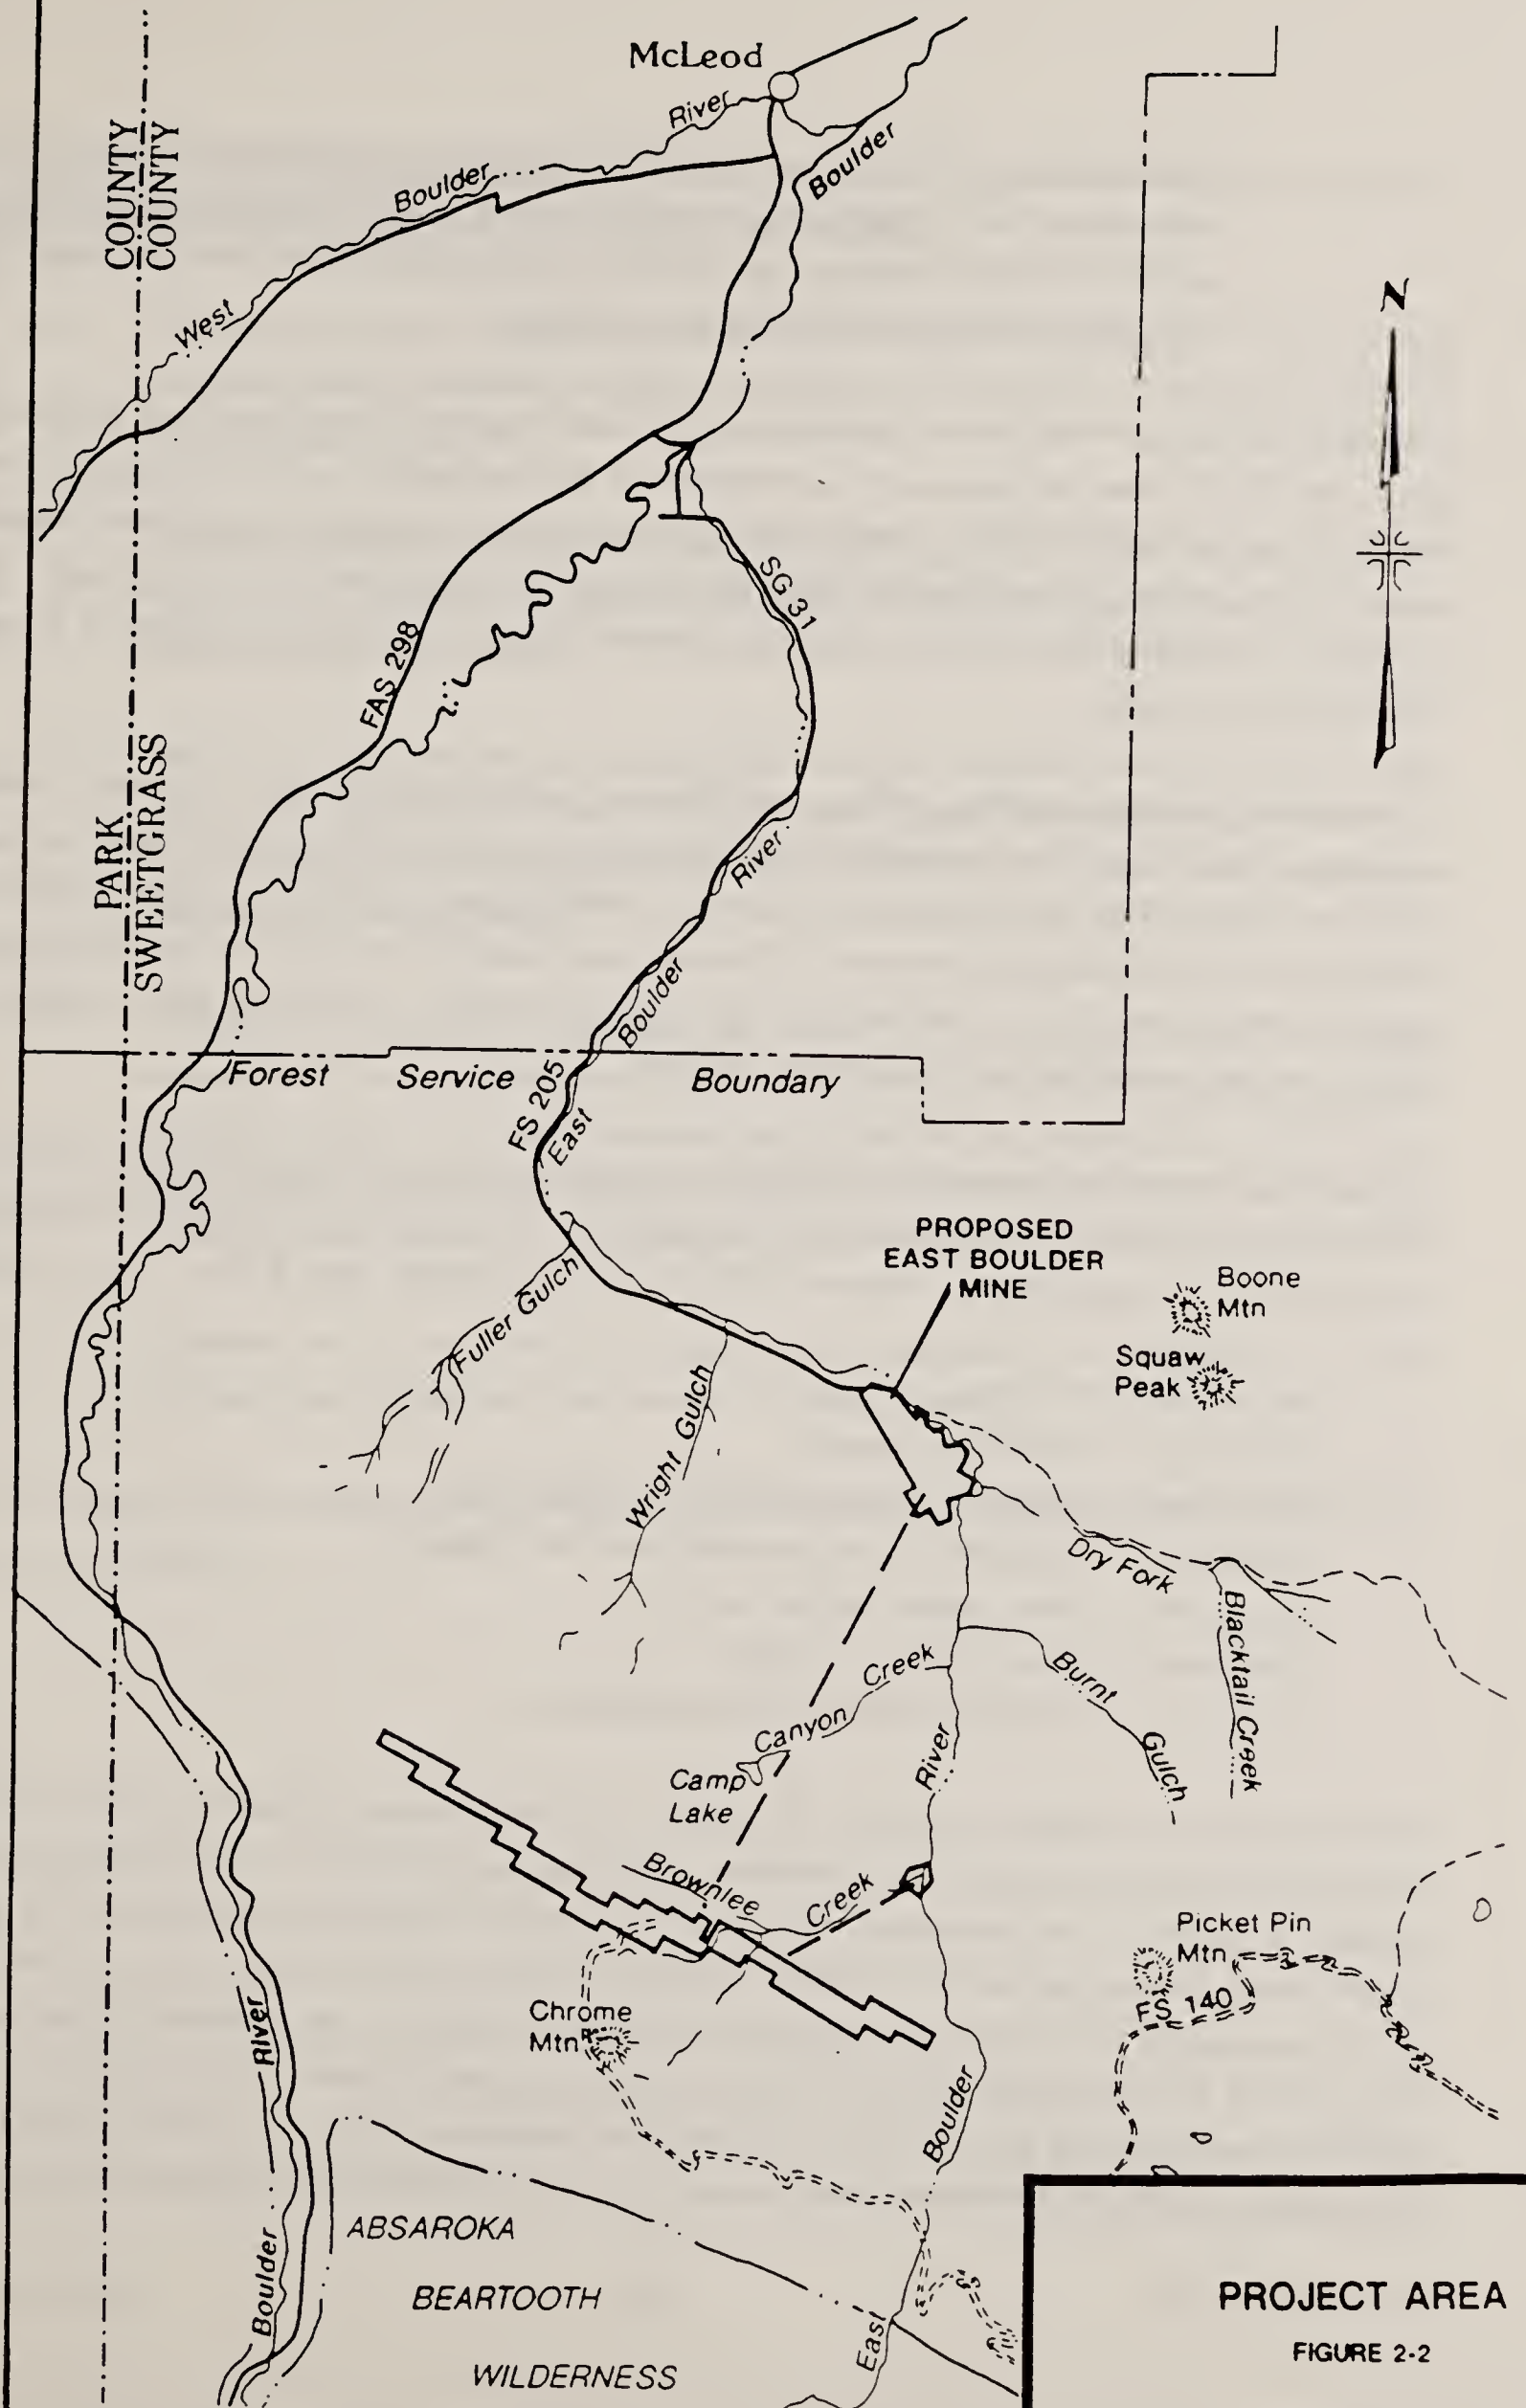 McLeod
River
Boulder
West
Boulder
COUNTY
COUNTY
N
SG 31
FAS 298
PARK
SWEETGRASS
River
Boulder
East
FS 205
Forest Service Boundary
PROPOSED
EAST BOULDER
MINE
Boone
Mtn
Squaw
Peak
Fuller Gulch
Wright Gulch
Dry Fork
Blacktail Creek
Burnt
Gulch
Canyon Creek
Camp
Lake
River
Brownlee Creek
Picket Pin
Mtn
FS 140
Chrome
Mtn
River
Boulder
Boulder
East
ABSAROKA
BEARTOOTH
WILDERNESS
PROJECT AREA
FIGURE 2-2